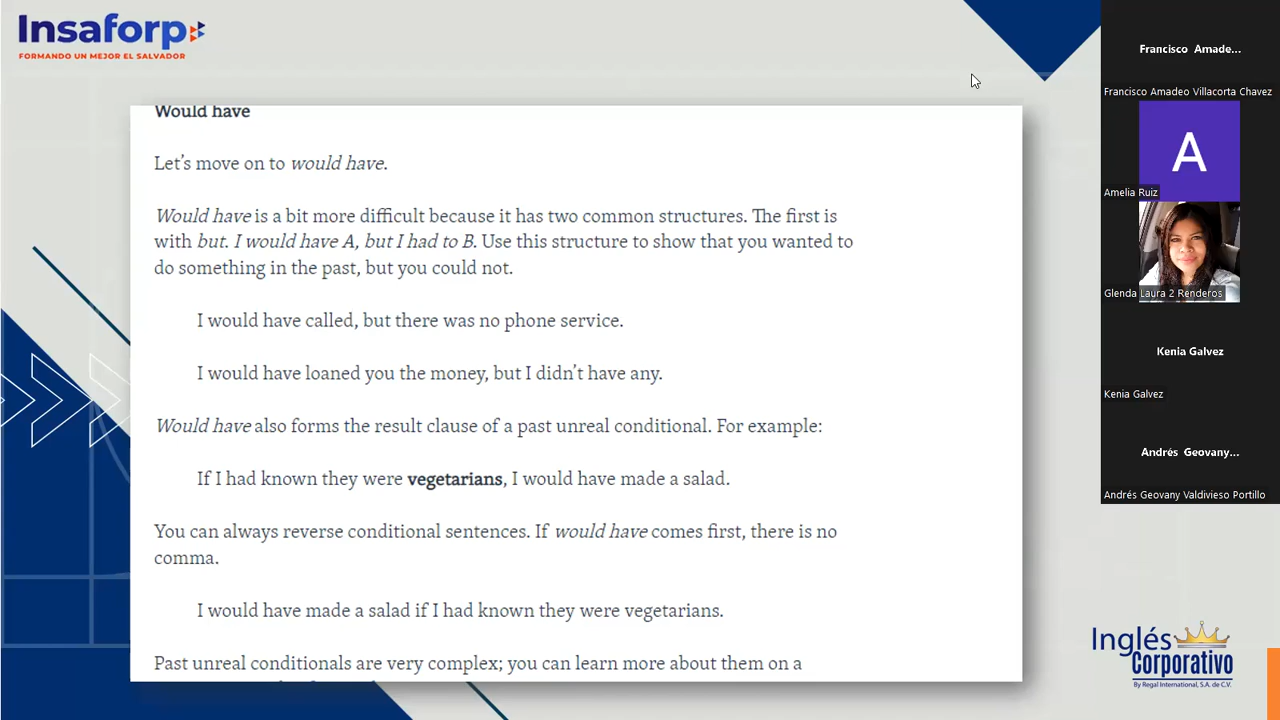 Insaforp
FORMANDO UN MEJOR EL SALVADOR
Would have
Let's move on to would have.
Would have is a bit more difficult because it has two common structures. The first is
with but. I would have A, but I had to B. Use this structure to show that you wanted to
do something in the past, but you could not.
I would have called, but there was no phone service.
I would have loaned you the money, but I didn't have any.
Would have also forms the result clause of a past unreal conditional. For example:
If I had known they were vegetarians, I would have made a salad.
You can always reverse conditional sentences. If would have comes first, there is no
comma.
I would have made a salad if I had known they were vegetarians.
Past unreal conditionals are very complex; you can learn more about them on a
Francisco Amade...
Francisco Amadeo Villacorta Chavez
A
Amelia Ruiz
Glenda Laura 2 Renderos
Kenia Galvez
Kenia Galvez
Andrés Geovany...
Andrés Geovany Valdivieso Portillo
Inglés
Corporativo
By Regal International, S.A. de C.V.